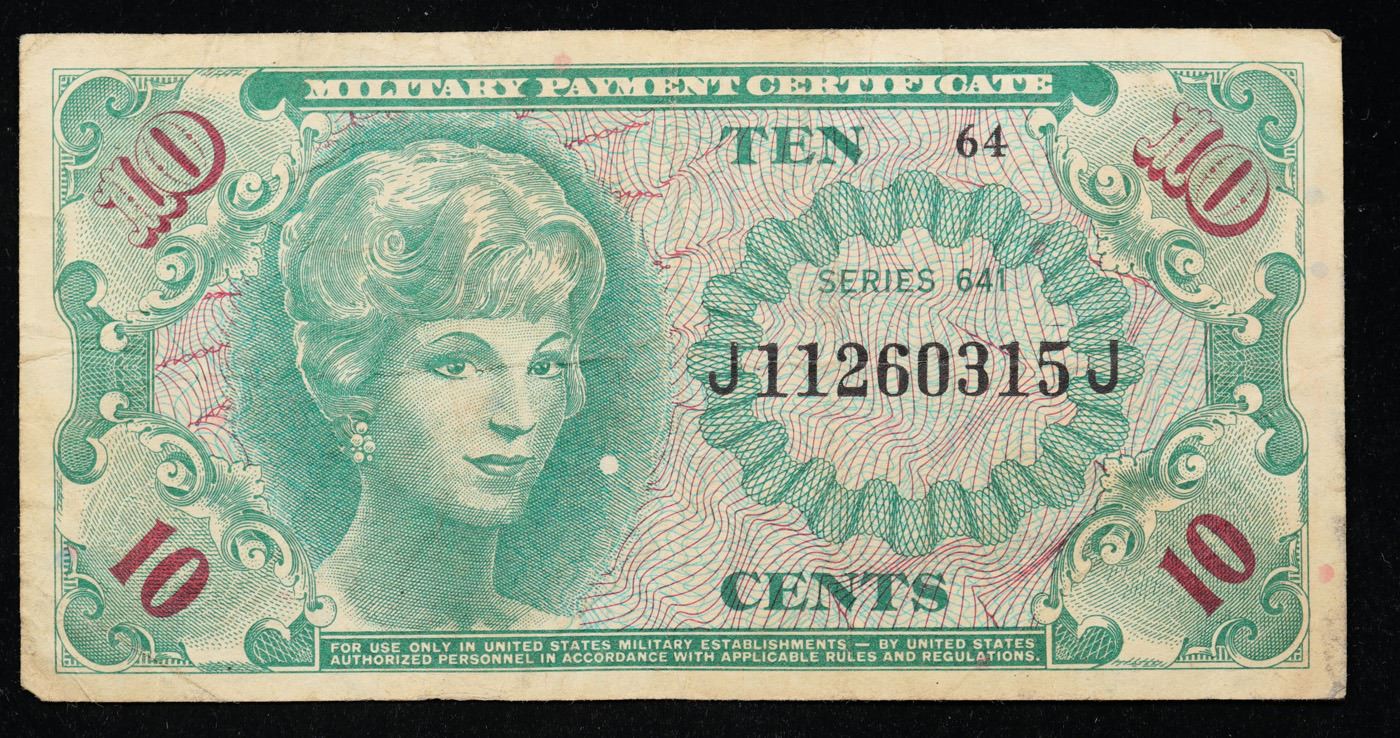 MILITARY PAYMENT CERTIFICATE
10 TEN 64 10
SERIES 641
J11260315J
10 CENTS 10
FOR USE ONLY IN UNITED STATES MILITARY ESTABLISHMENTS — BY UNITED STATES
AUTHORIZED PERSONNEL IN ACCORDANCE WITH APPLICABLE RULES AND REGULATIONS.